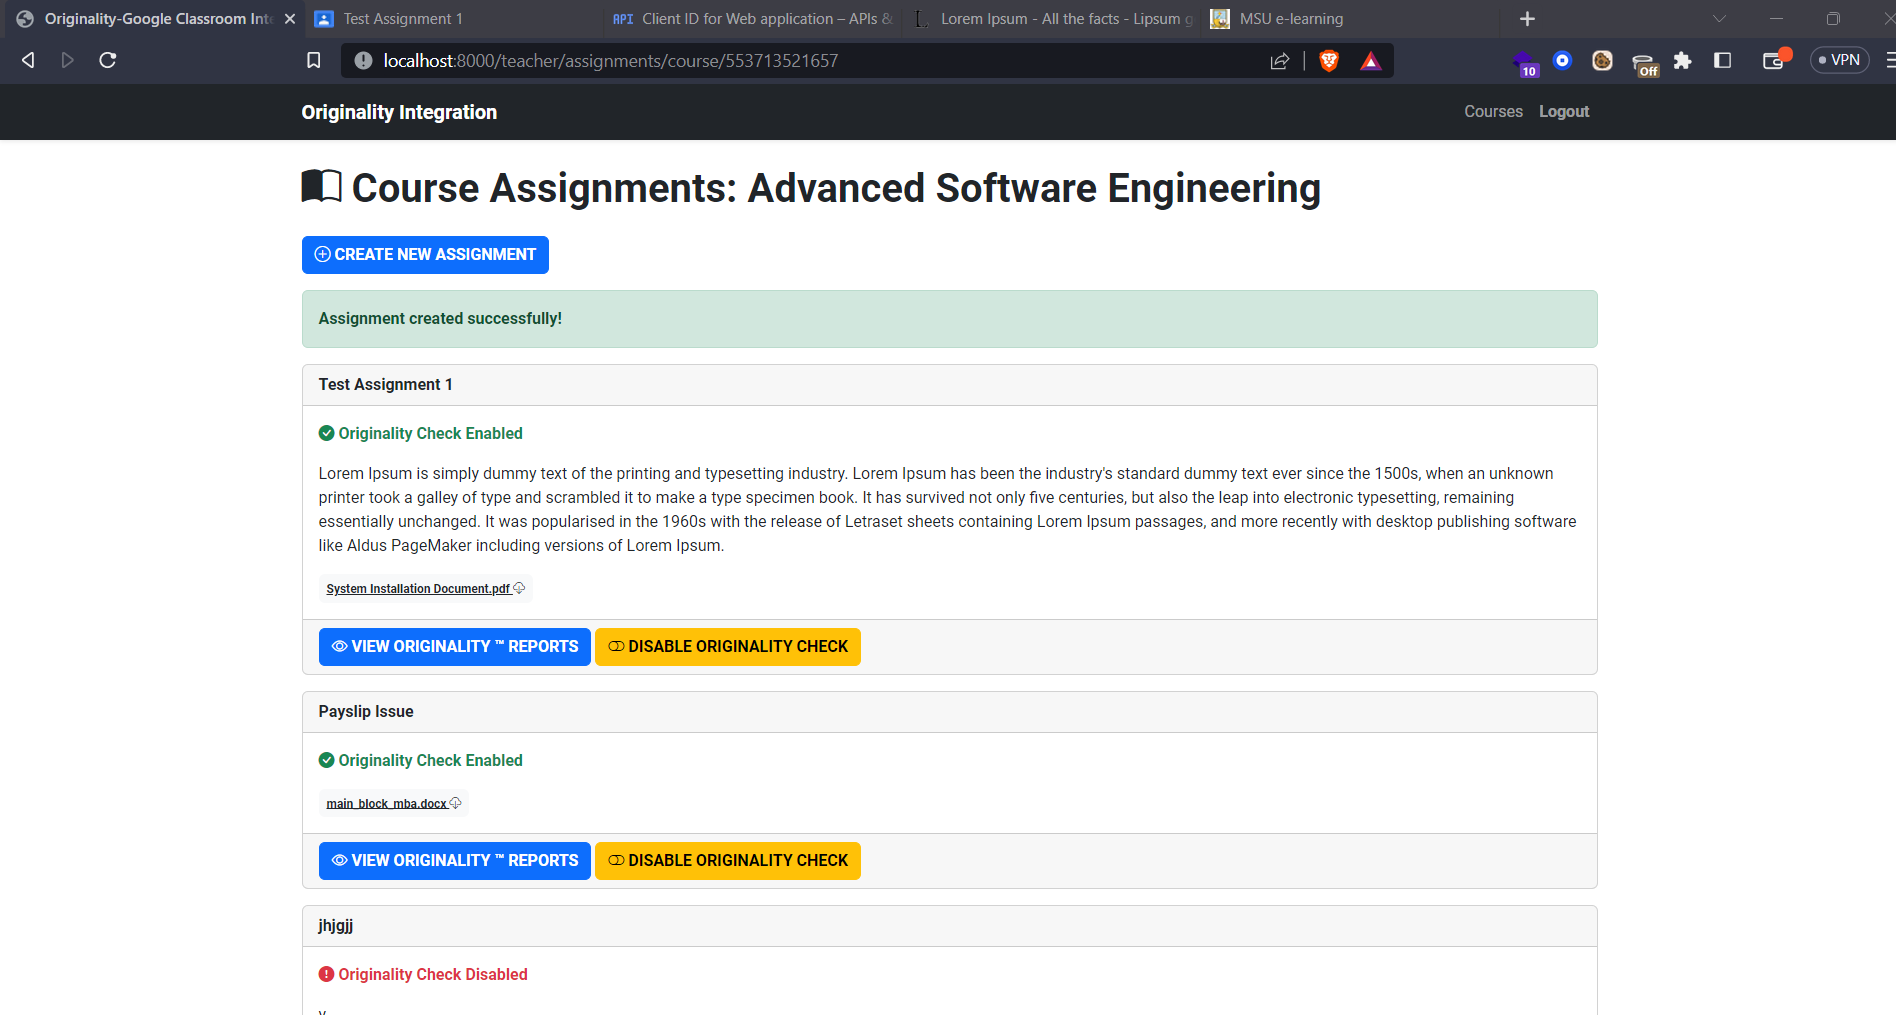 Originality-Google Classroom Inte
Test Assignment 1
API Client ID for Web application – APIs &
Lorem Ipsum - All the facts - Lipsum g
MSU e-learning
localhost:8000/teacher/assignments/course/553713521657
10
Off
VPN
Originality Integration
Courses Logout
Course Assignments: Advanced Software Engineering
CREATE NEW ASSIGNMENT
Assignment created successfully!
Test Assignment 1
Originality Check Enabled
Lorem Ipsum is simply dummy text of the printing and typesetting industry. Lorem Ipsum has been the industry's standard dummy text ever since the 1500s, when an unknown
printer took a galley of type and scrambled it to make a type specimen book. It has survived not only five centuries, but also the leap into electronic typesetting, remaining
essentially unchanged. It was popularised in the 1960s with the release of Letraset sheets containing Lorem Ipsum passages, and more recently with desktop publishing software
like Aldus PageMaker including versions of Lorem Ipsum.
System Installation Document.pdf
VIEW ORIGINALITY ™ REPORTS DISABLE ORIGINALITY CHECK
Payslip Issue
Originality Check Enabled
main_block_mba.docx
VIEW ORIGINALITY ™ REPORTS DISABLE ORIGINALITY CHECK
jhjgjj
Originality Check Disabled